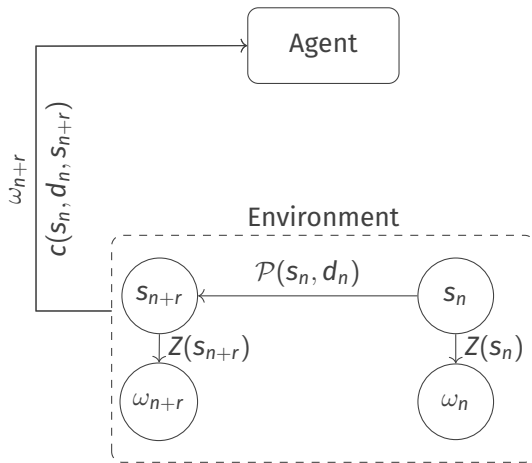 Agent
ω_{n+r}
c(s_n, d_n, s_{n+r})
Environment
𝒫(s_n, d_n)
s_{n+r}
s_n
Z(s_{n+r})
Z(s_n)
ω_{n+r}
ω_n